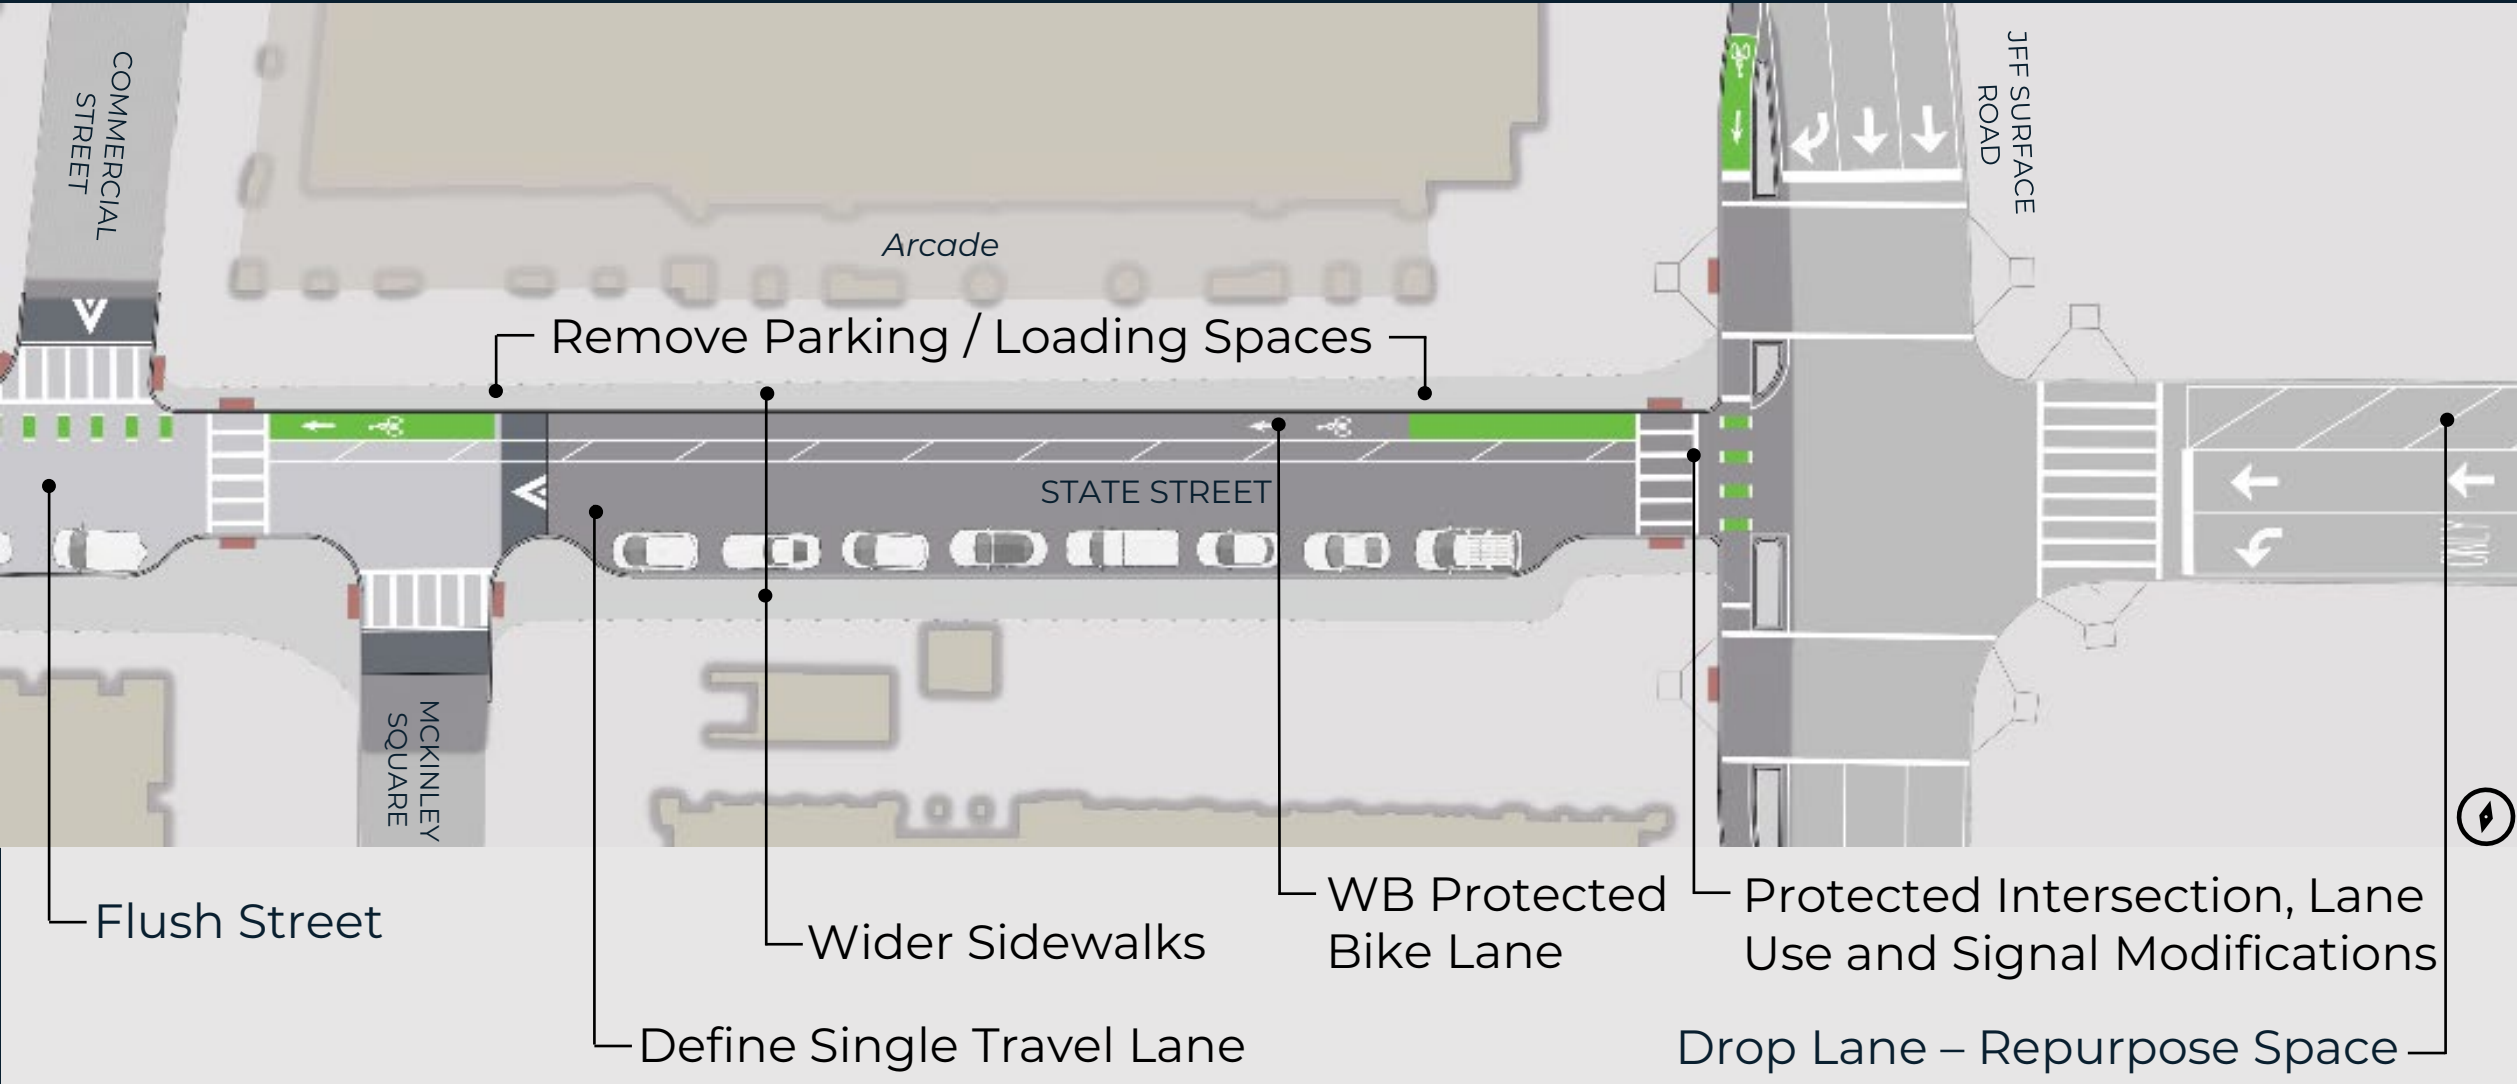 COMMERCIAL
STREET
JFF SURFACE
ROAD
Arcade
Remove Parking / Loading Spaces
STATE STREET
ONLY
MCKINLEY
SQUARE
Flush Street
Wider Sidewalks
WB Protected
Bike Lane
Protected Intersection, Lane
Use and Signal Modifications
Define Single Travel Lane
Drop Lane – Repurpose Space